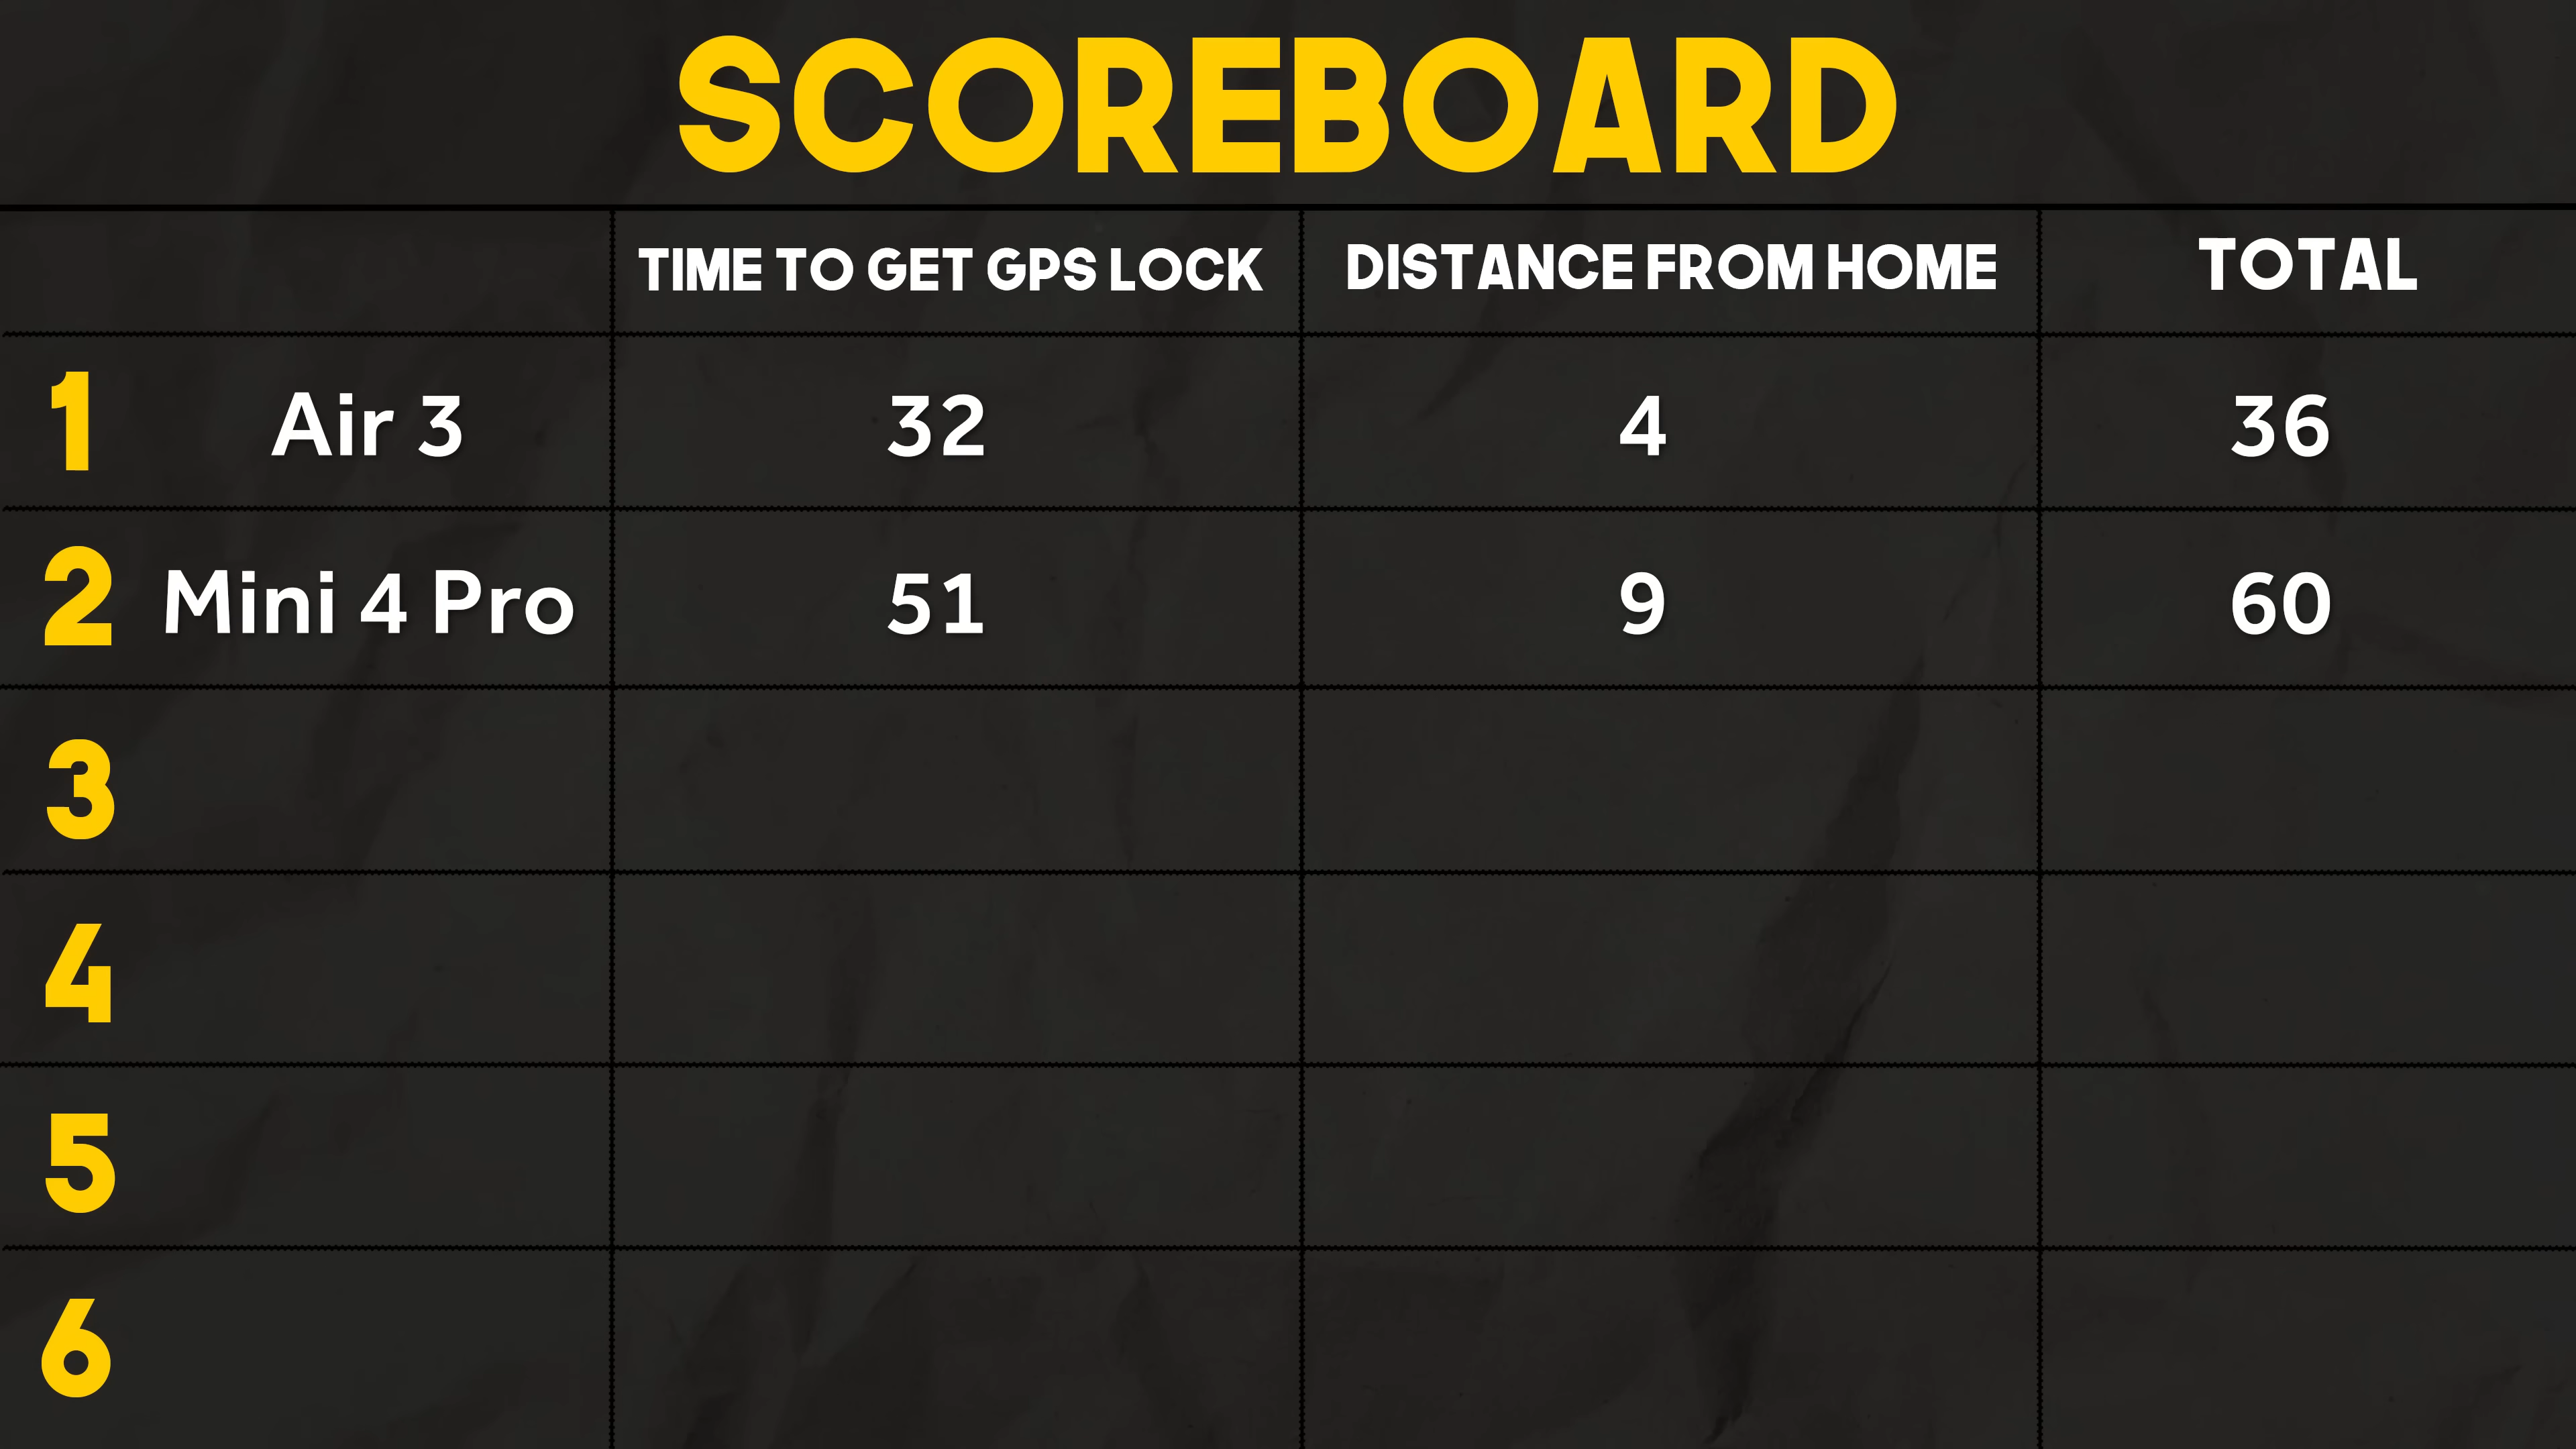 SCOREBOARD
TIME TO GET GPS LOCK DISTANCE FROM HOME TOTAL
1 Air 3 32 4 36
2 Mini 4 Pro 51 9 60
3
4
5
6